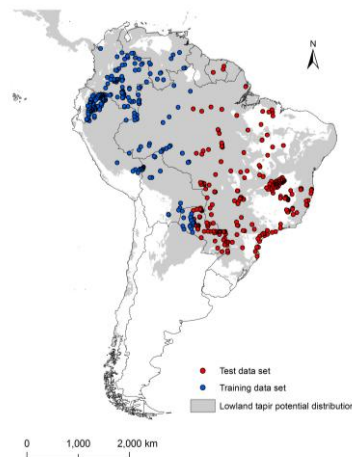 N
Test data set
Training data set
Lowland tapir potential distribution
0 1,000 2,000 km